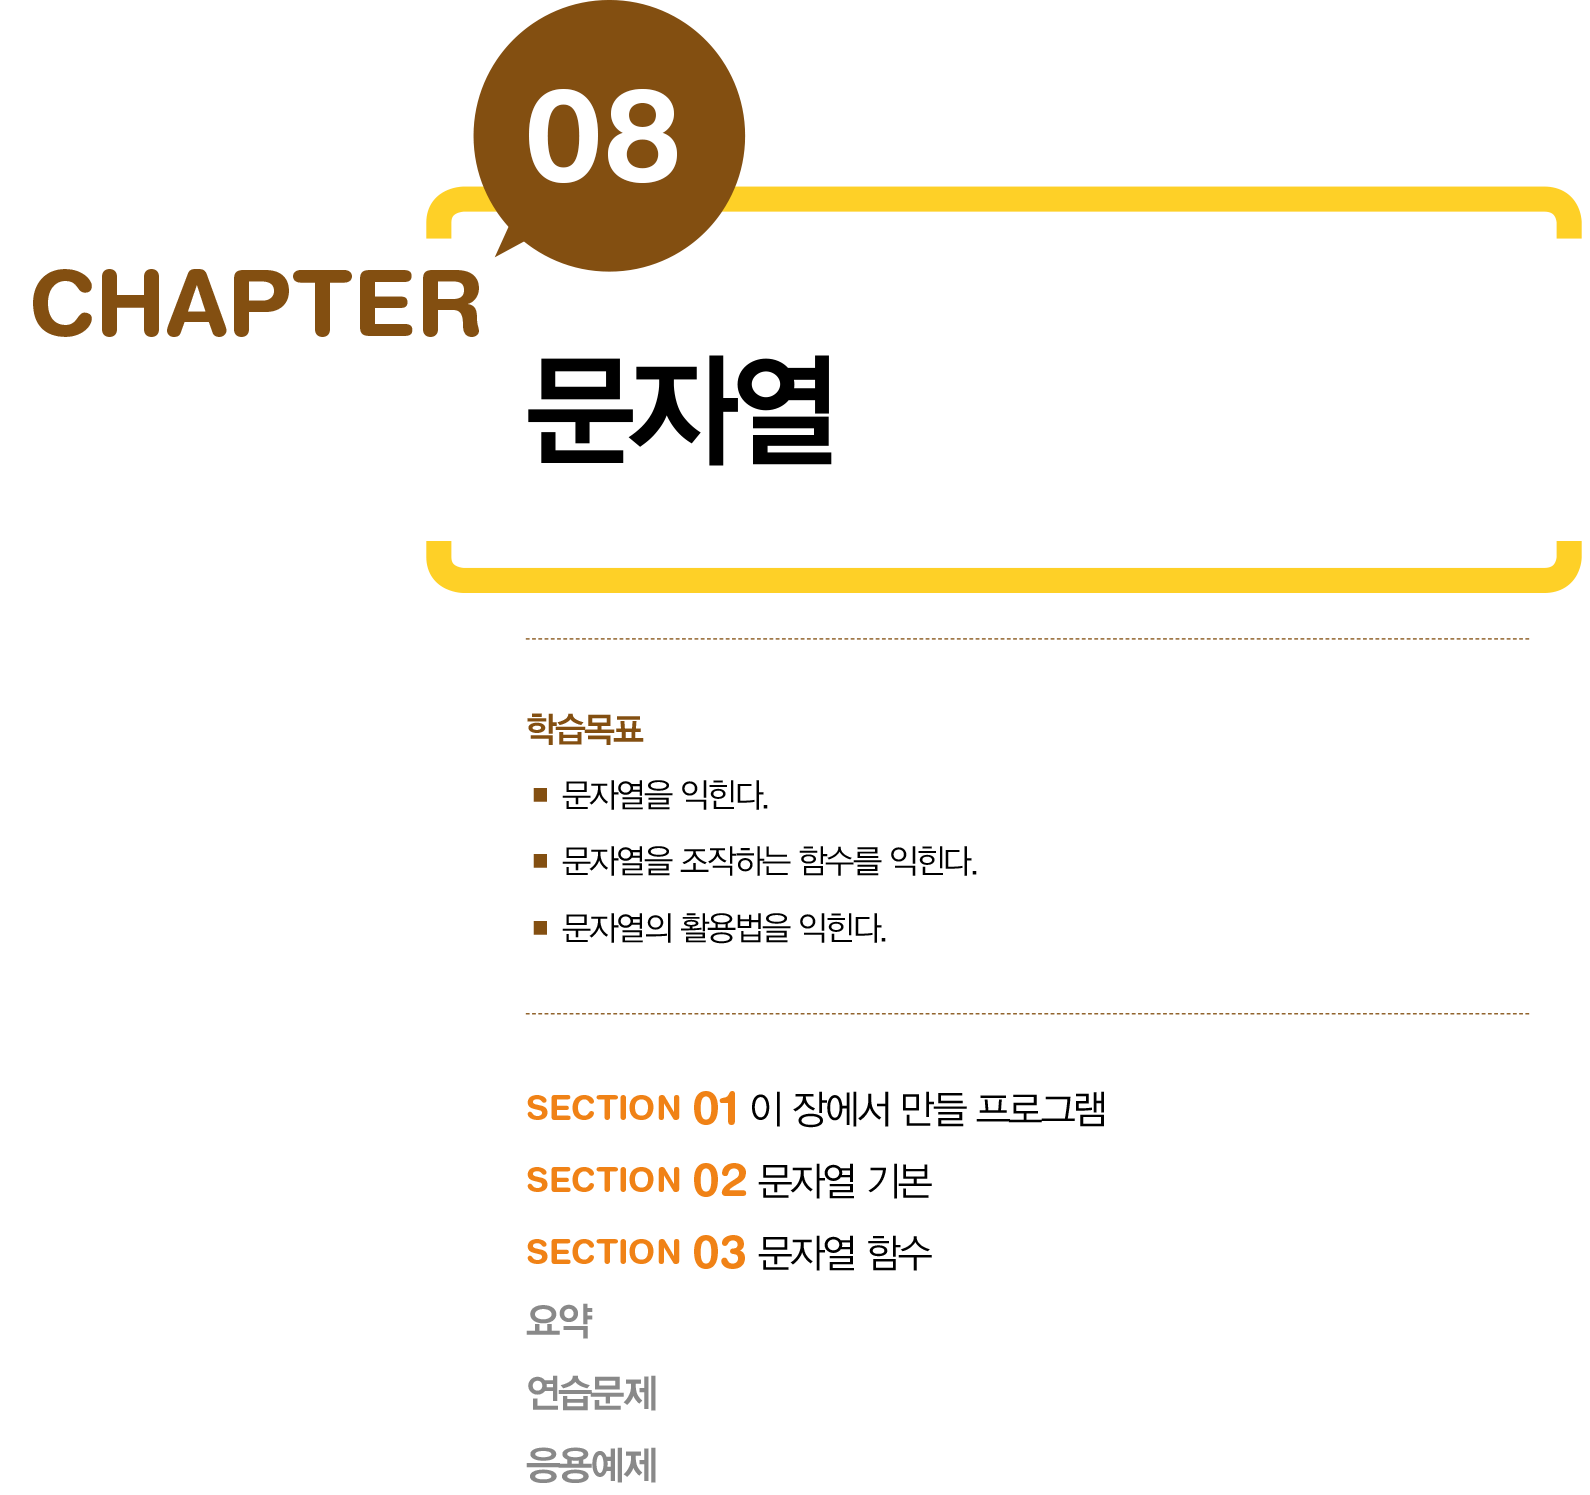 08
CHAPTER
문자열
학습목표
■ 문자열을 익힌다.
■ 문자열을 조작하는 함수를 익힌다.
■ 문자열의 활용법을 익힌다.
SECTION 01 이 장에서 만들 프로그램
SECTION 02 문자열 기본
SECTION 03 문자열 함수
요약
연습문제
응용예제